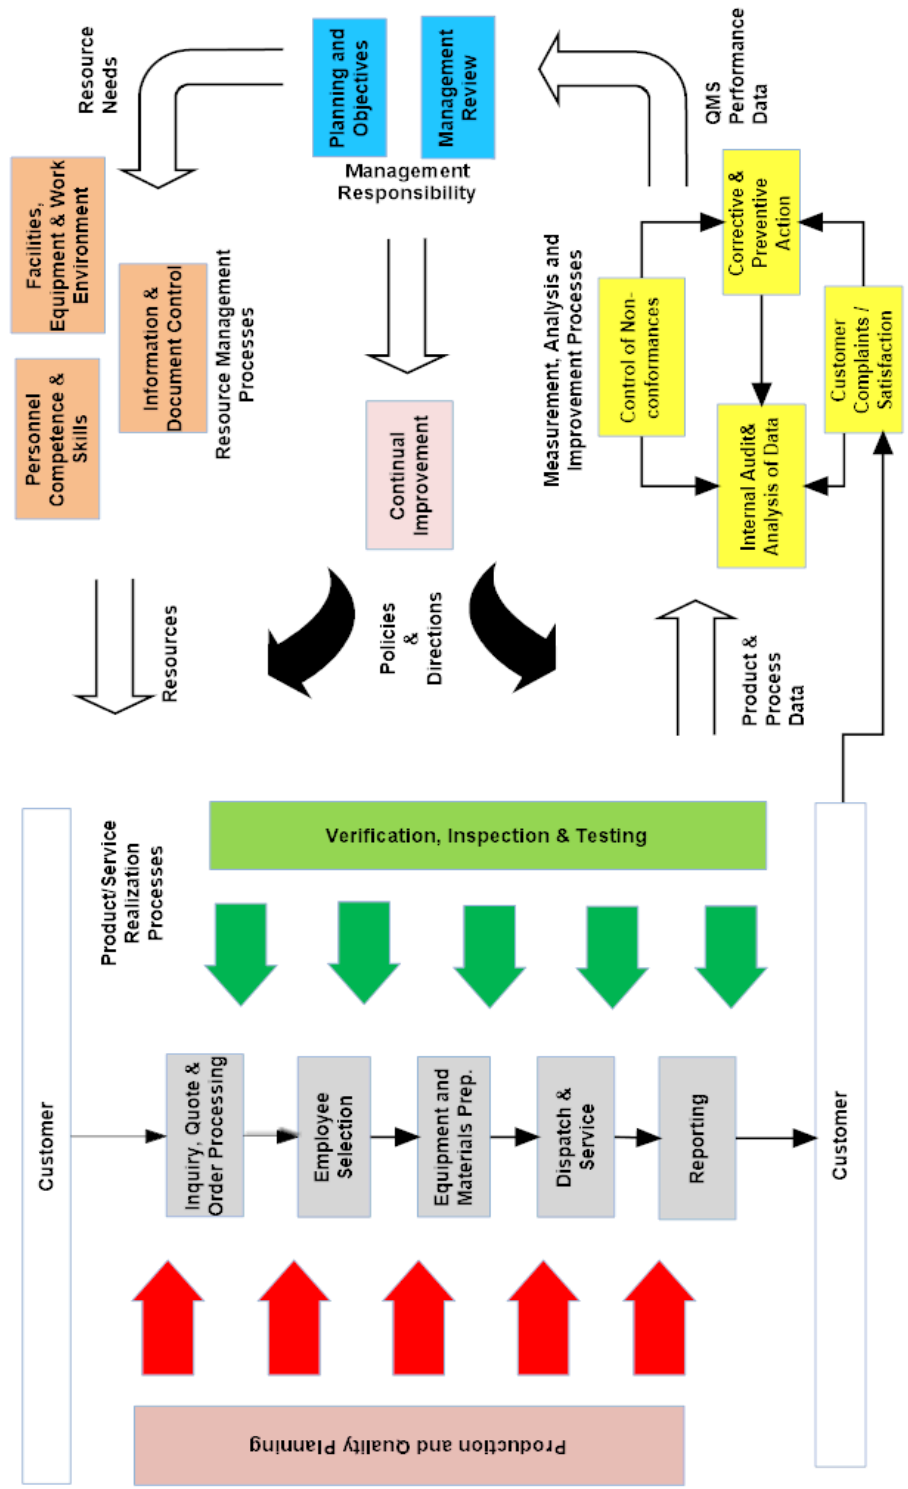 Resource
Needs
Planning and
Objectives
Management
Review
Management
Responsibility
QMS
Performance
Data
Facilities,
Equipment & Work
Environment
Personnel
Competence &
Skills
Information &
Document Control
Resource Management
Processes
Continual
Improvement
Measurement, Analysis and
Improvement Processes
Control of Non-
conformances
Corrective &
Preventive
Action
Internal Audit&
Analysis of Data
Customer
Complaints /
Satisfaction
Resources
Policies
&
Directions
Product &
Process
Data
Product/Service
Realization
Processes
Verification, Inspection & Testing
Customer
Inquiry, Quote &
Order Processing
Employee
Selection
Equipment and
Materials Prep.
Dispatch &
Service
Reporting
Customer
Production and Quality Planning